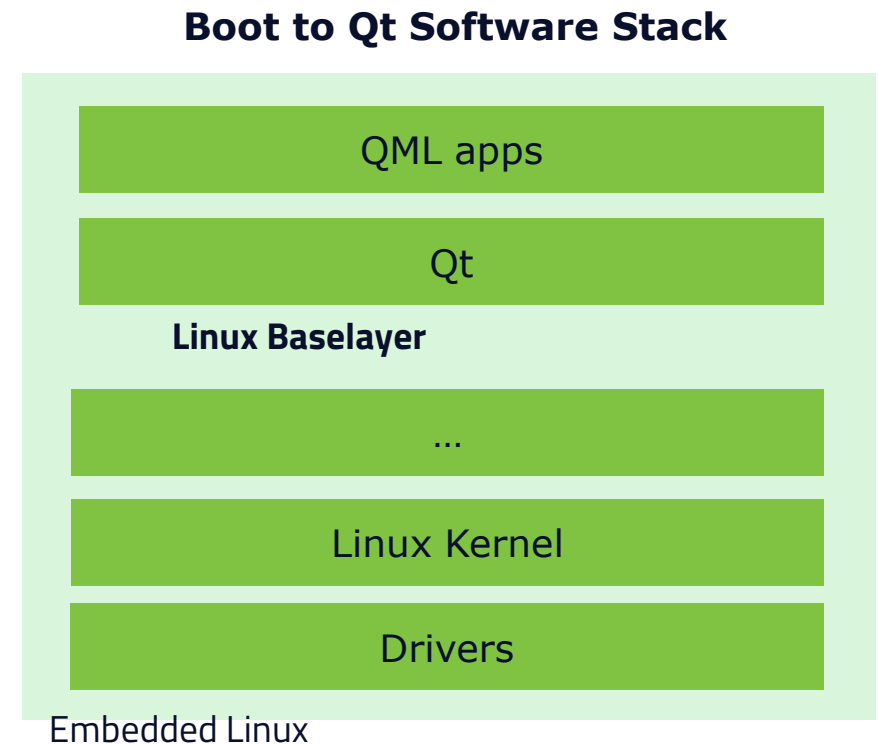 Boot to Qt Software Stack
QML apps
Qt
Linux Baselayer
...
Linux Kernel
Drivers
Embedded Linux